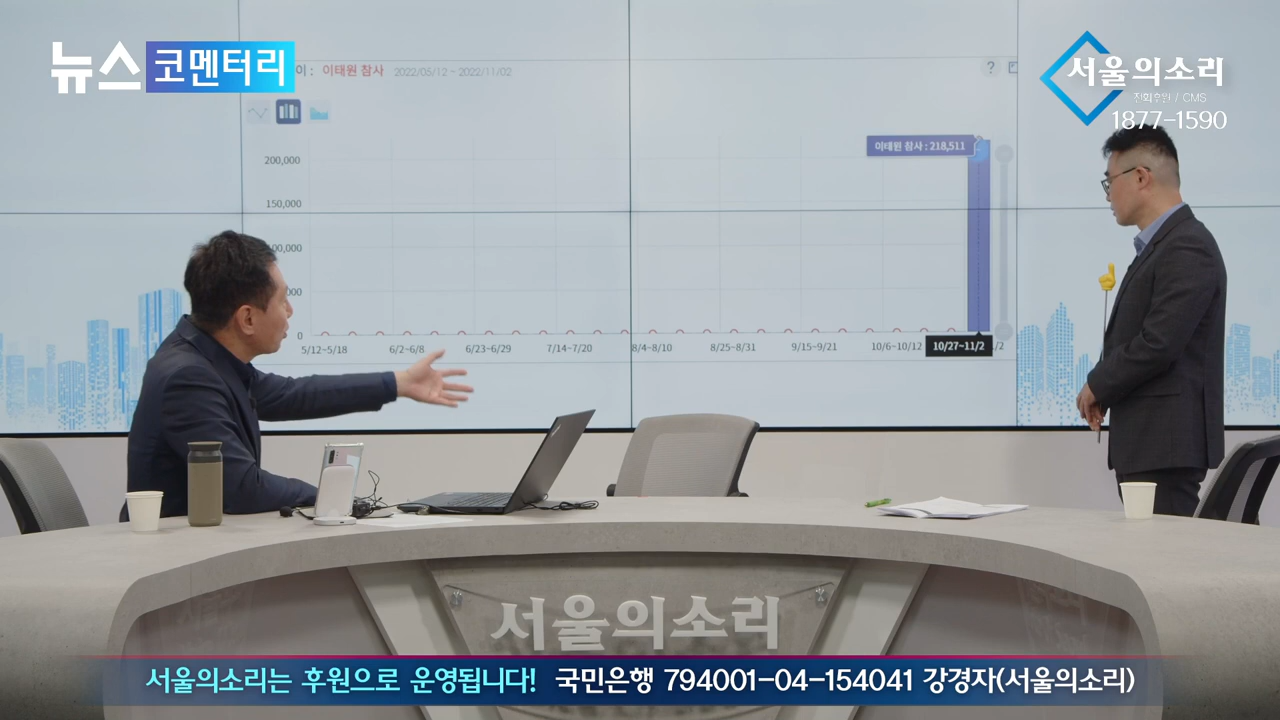 뉴스 코멘터리
이 : 이태원 참사 2022/05/12 ~ 2022/11/02
?
서울의소리
전화후원 / CMS
1877-1590
이태원 참사 : 218,511
200,000
150,000
100,000
000
0
5/12~5/18 6/2~6/8 6/23~6/29 7/14~7/20 8/4~8/10 8/25~8/31 9/15~9/21 10/6~10/12 10/27~11/2 /2
서울의소리
서울의소리는 후원으로 운영됩니다! 국민은행 794001-04-154041 강경자(서울의소리)